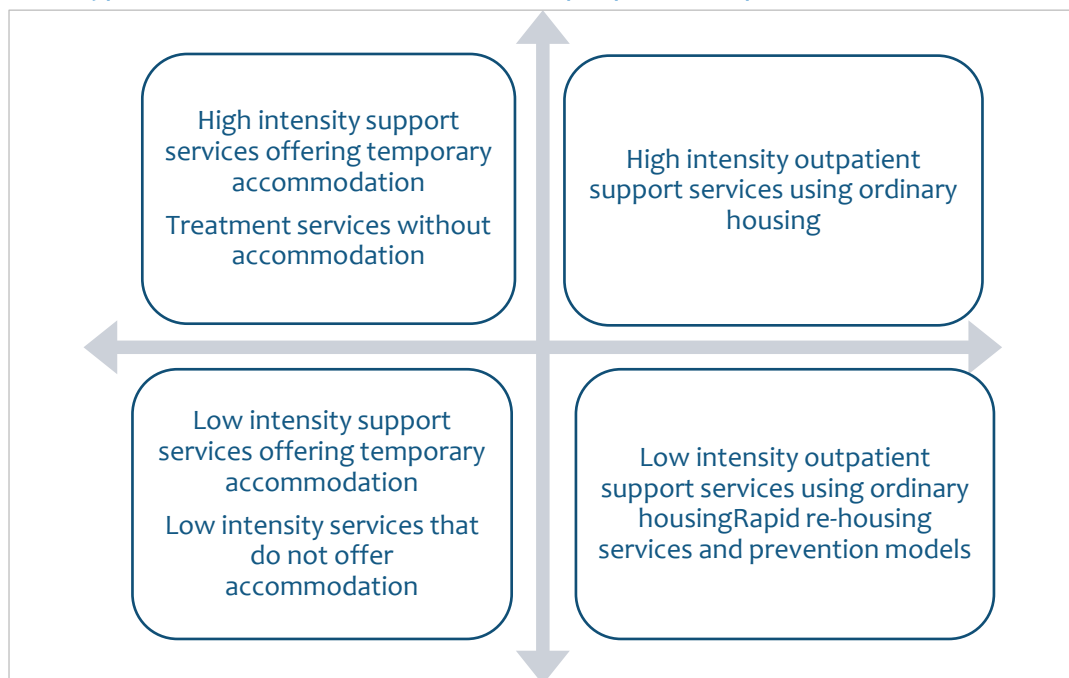 High intensity support
services offering temporary
accommodation
Treatment services without
accommodation
High intensity outpatient
support services using ordinary
housing
Low intensity support
services offering temporary
accommodation
Low intensity services that
do not offer
accommodation
Low intensity outpatient
support services using ordinary
housingRapid re-housing
services and prevention models